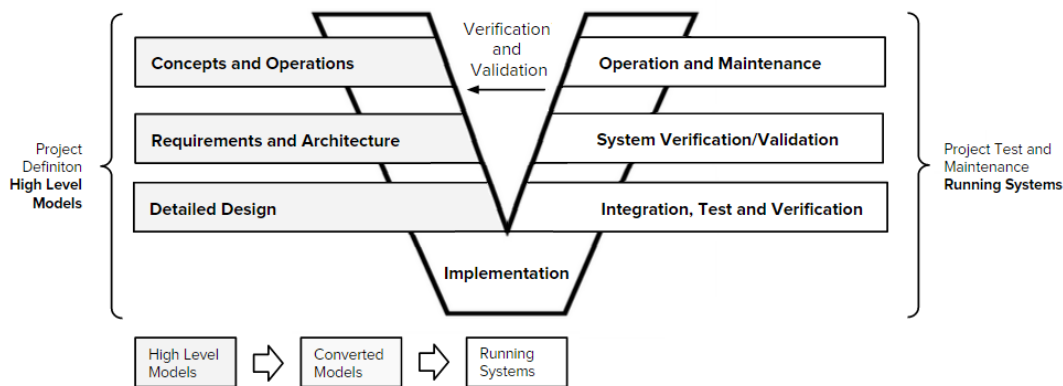 Verification
and
Validation
Concepts and Operations
Operation and Maintenance
Requirements and Architecture
System Verification/Validation
Project
Definiton
High Level
Models
Project Test and
Maintenance
Running Systems
Detailed Design
Integration, Test and Verification
Implementation
High Level
Models
Converted
Models
Running
Systems